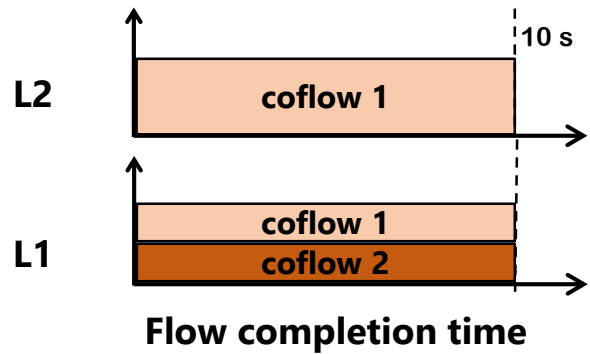 10 s
L2
coflow 1
coflow 1
L1
coflow 2
Flow completion time